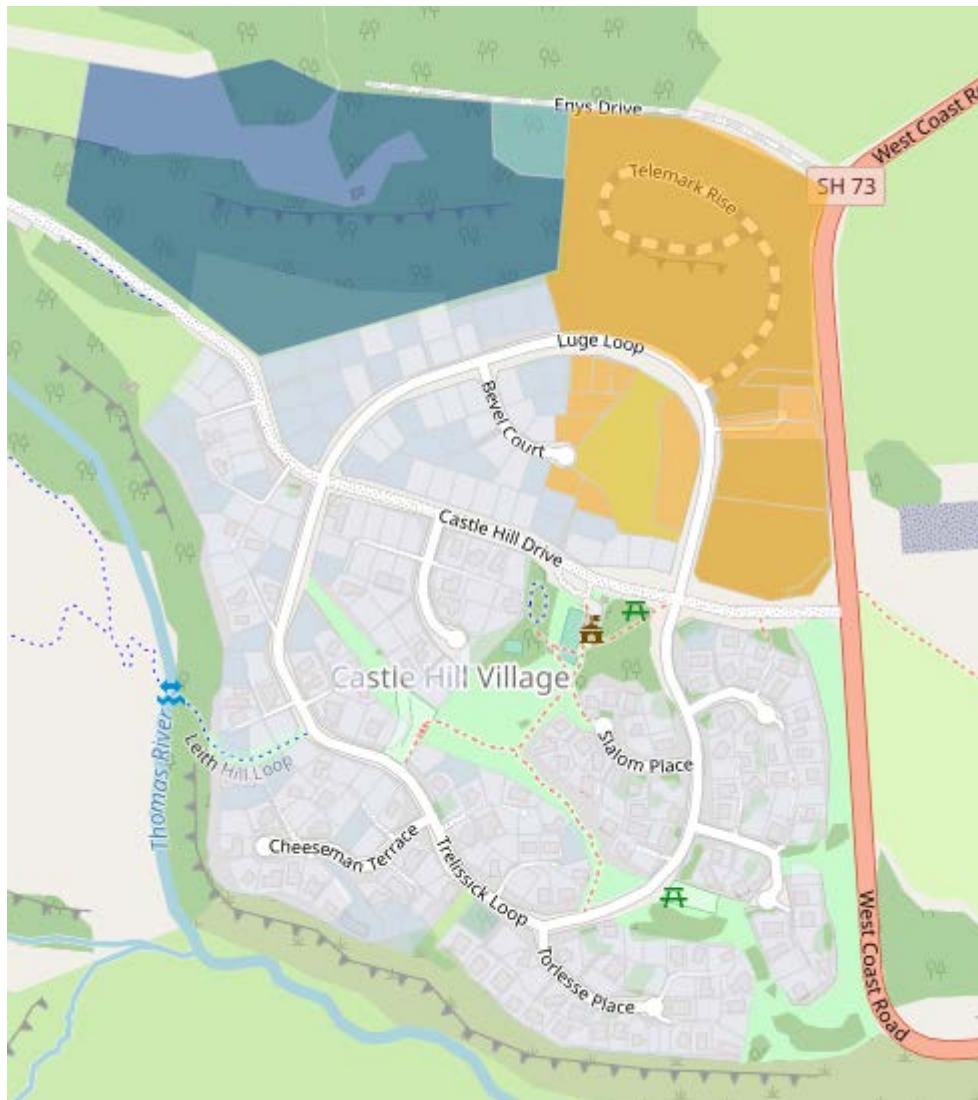 Enys Drive
West Coast Ro
SH 73
Telemark Rise
Luge Loop
Bevel Court
Castle Hill Drive
Castle Hill Village
Thomas River
Leith Hill Loop
Slalom Place
Cheeseman Terrace
Trelissick Loop
Torlesse Place
West Coast Road